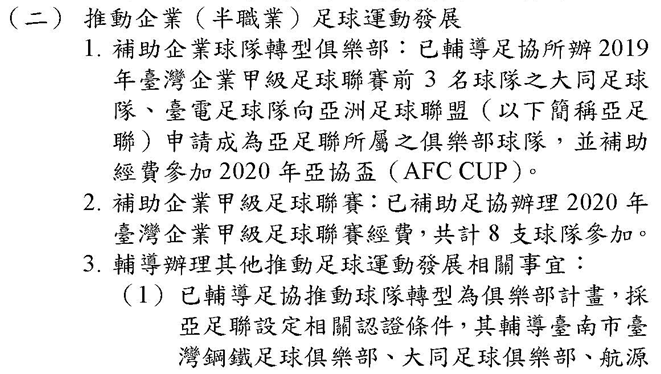 （二） 推動企業（半職業）足球運動發展
1. 補助企業球隊轉型俱樂部：已輔導足協所辦 2019
年臺灣企業甲級足球聯賽前 3 名球隊之大同足球
隊、臺電足球隊向亞洲足球聯盟（以下簡稱亞足
聯）申請成為亞足聯所屬之俱樂部球隊，並補助
經費參加 2020 年亞協盃（AFC CUP）。
2. 補助企業甲級足球聯賽：已補助足協辦理 2020 年
臺灣企業甲級足球聯賽經費，共計 8 支球隊參加。
3. 輔導辦理其他推動足球運動發展相關事宜：
（1） 已輔導足協推動球隊轉型為俱樂部計畫，採
亞足聯設定相關認證條件，其輔導臺南市臺
灣鋼鐵足球俱樂部、大同足球俱樂部、航源